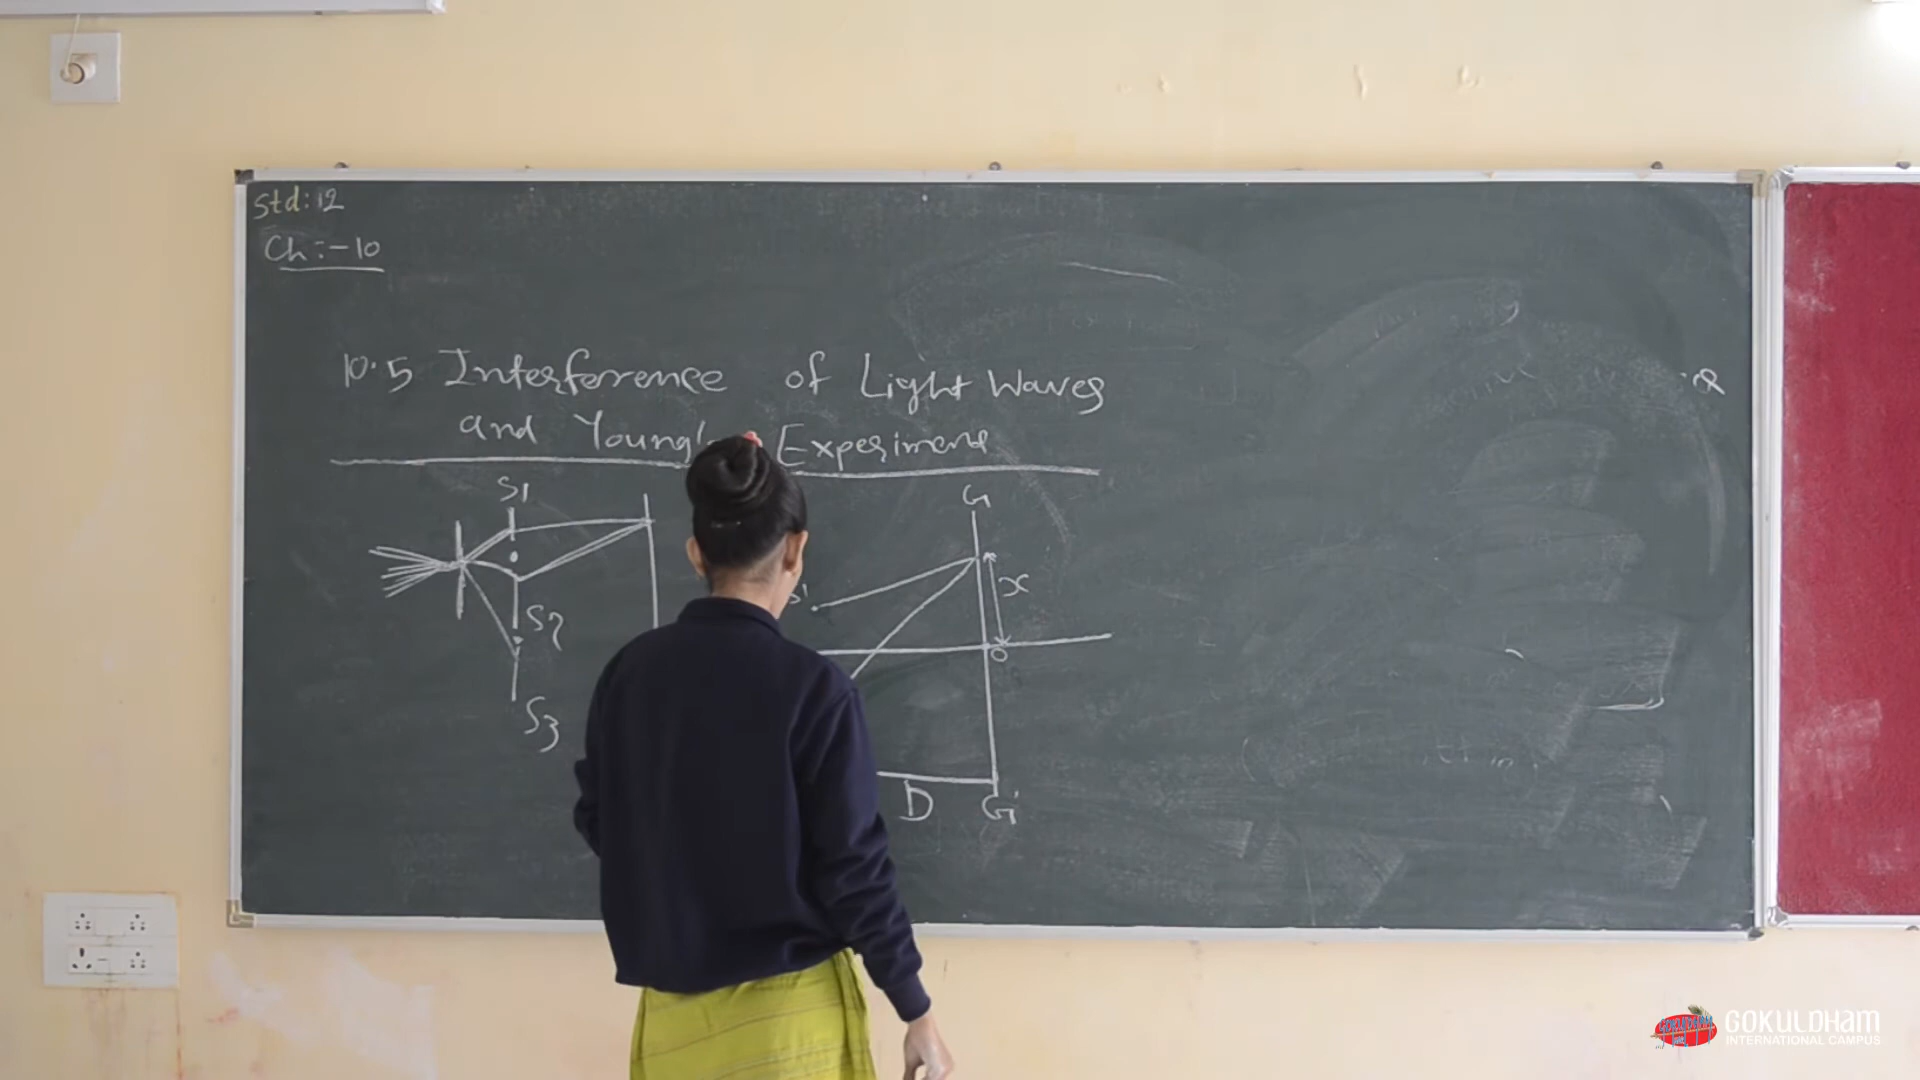 Std: 12
Ch :- 10
10.5 Interference of Light Waves
and Young's Experiment
S1
S2
S3
G
S1
x
O
D
G'
GOKULDHAM
INTERNATIONAL CAMPUS